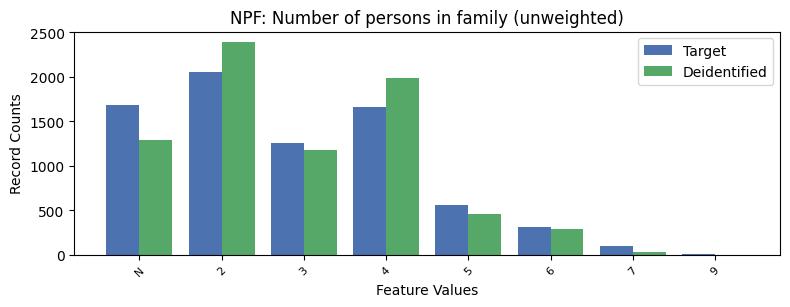 NPF: Number of persons in family (unweighted)
Target
Deidentified
Record Counts
2500
2000
1500
1000
500
0
N 2 3 4 5 6 7 9
Feature Values